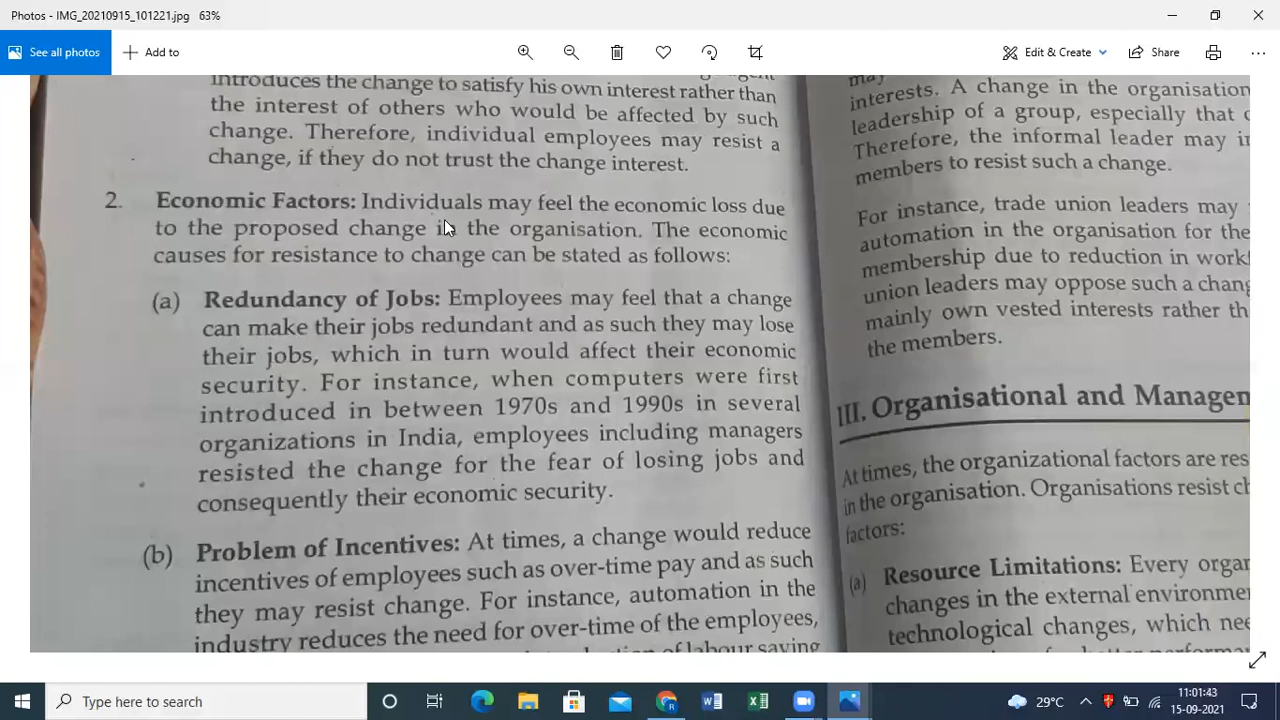 Photos - IMG_20210915_101221.jpg 63%
See all photos
Add to
Edit & Create
Share
introduces the change to satisfy his own interest rather than
the interest of others who would be affected by such
change. Therefore, individual employees may resist a
change, if they do not trust the change interest.
2. Economic Factors: Individuals may feel the economic loss due
to the proposed change in the organisation. The economic
causes for resistance to change can be stated as follows:
(a) Redundancy of Jobs: Employees may feel that a change
can make their jobs redundant and as such they may lose
their jobs, which in turn would affect their economic
security. For instance, when computers were first
introduced in between 1970s and 1990s in several
organizations in India, employees including managers
resisted the change for the fear of losing jobs and
consequently their economic security.
(b) Problem of Incentives: At times, a change would reduce
incentives of employees such as over-time pay and as such
they may resist change. For instance, automation in the
industry reduces the need for over-time of the employees,
of labour saving
may
interests. A change in the organisation
leadership of a group, especially that
Therefore, the informal leader may
members to resist such a change.
For instance, trade union leaders may
automation in the organisation for the
membership due to reduction in
union leaders may oppose such a
mainly own vested interests rather
the members.
III. Organisational and
At times, the organizational factors are
in the organisation. Organisations resist
factors:
(a) Resource Limitations: Every
changes in the external
technological changes, which
Type here to search
29°C
11:01:43
15-09-2021